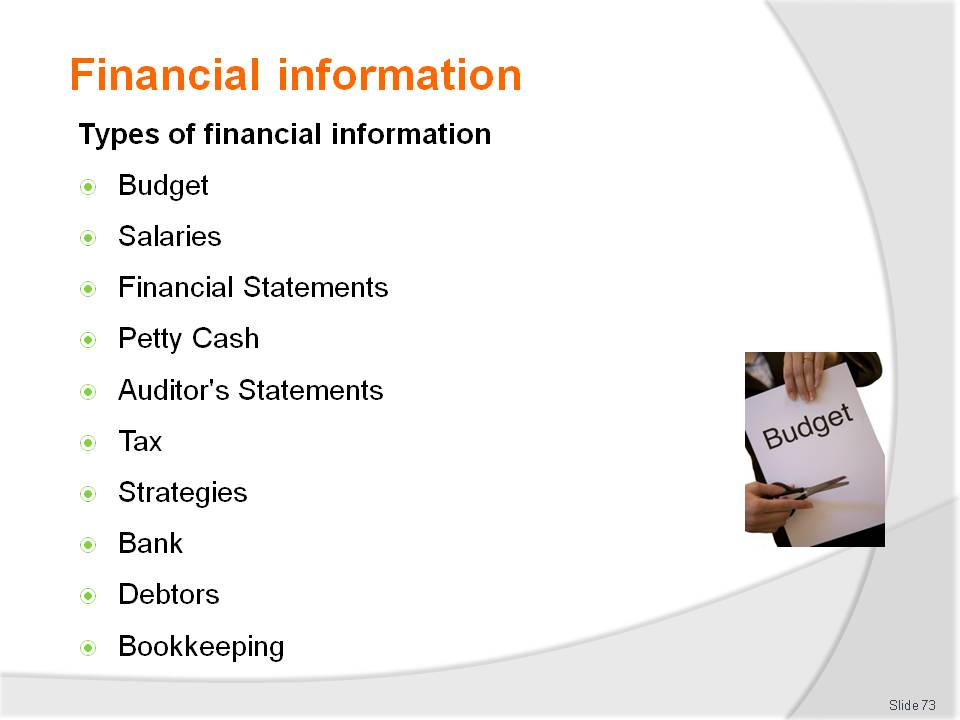 Financial information
Types of financial information
Budget
Salaries
Financial Statements
Petty Cash
Auditor's Statements
Tax
Strategies
Bank
Debtors
Bookkeeping
Budget
Slide 73